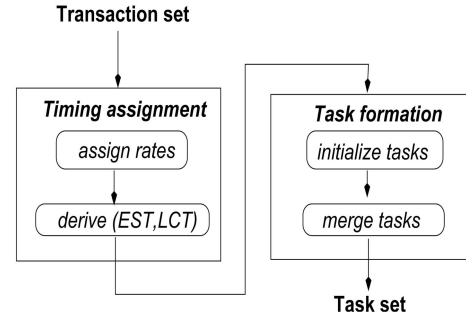 Transaction set
Timing assignment
assign rates
derive (EST,LCT)
Task formation
initialize tasks
merge tasks
Task set